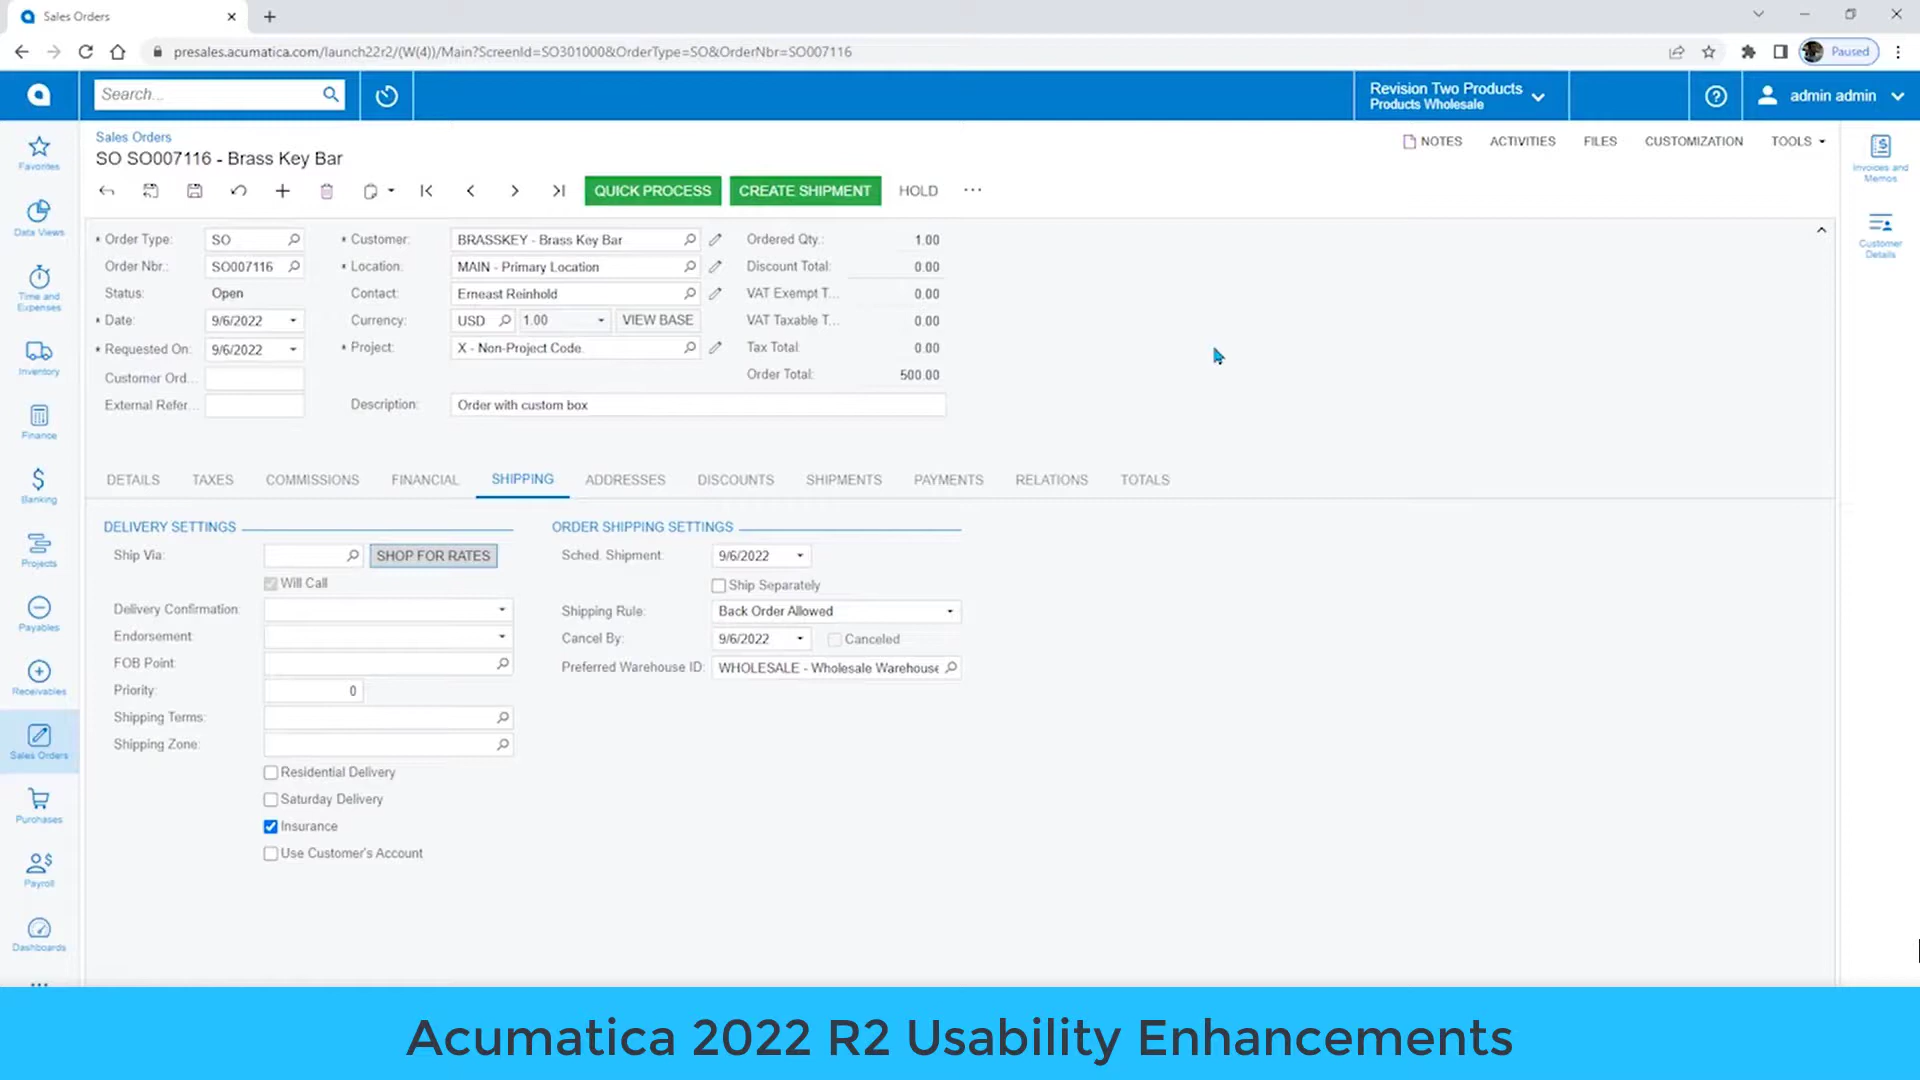 Sales Orders
presales.acumatica.com/launch22r2/(W(4))/Main?ScreenId=SO301000&OrderType=SO&OrderNbr=SO007116
Paused
Search...
Revision Two Products
Products Wholesale
admin admin
Sales Orders
SO SO007116 - Brass Key Bar
NOTES
ACTIVITIES
FILES
CUSTOMIZATION
TOOLS
QUICK PROCESS
CREATE SHIPMENT
HOLD
Favorites
Data Views
Time and
Expenses
Inventory
Finance
Banking
Projects
Payables
Receivables
Sales Orders
Purchases
Payroll
Dashboards
* Order Type: SO
Order Nbr.: SO007116
Status: Open
* Date: 9/6/2022
* Requested On: 9/6/2022
Customer Ord...
External Refer...
* Customer: BRASSKEY - Brass Key Bar
* Location: MAIN - Primary Location
Contact: Erneast Reinhold
Currency: USD 1.00 VIEW BASE
* Project: X - Non-Project Code.
Description: Order with custom box
Ordered Qty.: 1.00
Discount Total: 0.00
VAT Exempt T... 0.00
VAT Taxable T... 0.00
Tax Total: 0.00
Order Total: 500.00
Invoices and
Memos
Customer
Details
DETAILS
TAXES
COMMISSIONS
FINANCIAL
SHIPPING
ADDRESSES
DISCOUNTS
SHIPMENTS
PAYMENTS
RELATIONS
TOTALS
DELIVERY SETTINGS
Ship Via: SHOP FOR RATES
Will Call
Delivery Confirmation:
Endorsement:
FOB Point:
Priority: 0
Shipping Terms:
Shipping Zone:
Residential Delivery
Saturday Delivery
Insurance
Use Customer's Account
ORDER SHIPPING SETTINGS
Sched. Shipment: 9/6/2022
Ship Separately
Shipping Rule: Back Order Allowed
Cancel By: 9/6/2022 Canceled
Preferred Warehouse ID: WHOLESALE - Wholesale Warehouse
Acumatica 2022 R2 Usability Enhancements